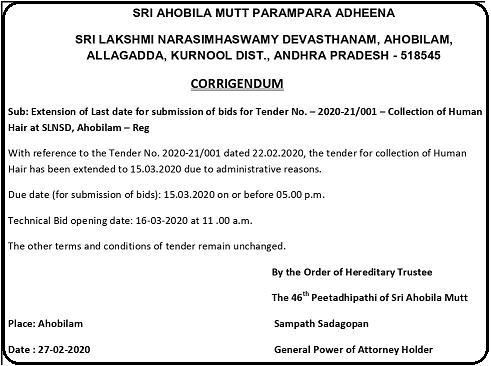 SRI AHOBILA MUTT PARAMPARA ADHEENA
SRI LAKSHMI NARASIMHASWAMY DEVASTHANAM, AHOBILAM,
ALLAGADDA, KURNOOL DIST., ANDHRA PRADESH - 518545
CORRIGENDUM
Sub: Extension of Last date for submission of bids for Tender No. – 2020-21/001 – Collection of Human
Hair at SLNSD, Ahobilam – Reg
With reference to the Tender No. 2020-21/001 dated 22.02.2020, the tender for collection of Human
Hair has been extended to 15.03.2020 due to administrative reasons.
Due date (for submission of bids): 15.03.2020 on or before 05.00 p.m.
Technical Bid opening date: 16-03-2020 at 11 .00 a.m.
The other terms and conditions of tender remain unchanged.
By the Order of Hereditary Trustee
The 46th Peetadhipathi of Sri Ahobila Mutt
Place: Ahobilam Sampath Sadagopan
Date : 27-02-2020 General Power of Attorney Holder